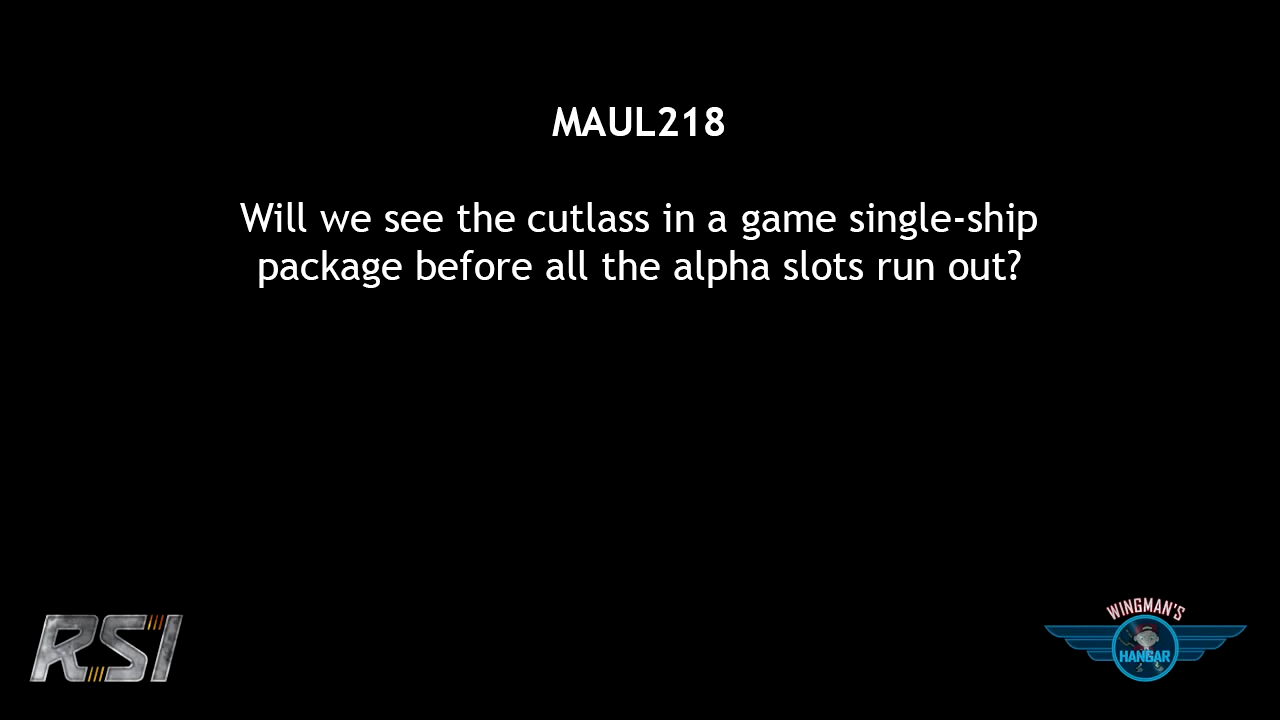 MAUL218
Will we see the cutlass in a game single-ship
package before all the alpha slots run out?
RSI
WINGMAN'S
HANGAR